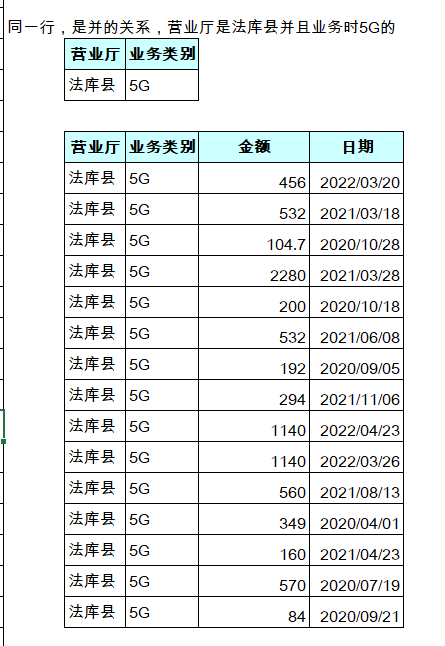 同一行，是并的关系，营业厅是法库县并且业务时5G的
营业厅 业务类别
法库县 5G
营业厅 业务类别 金额 日期
法库县 5G 456 2022/03/20
法库县 5G 532 2021/03/18
法库县 5G 104.7 2020/10/28
法库县 5G 2280 2021/03/28
法库县 5G 200 2020/10/18
法库县 5G 532 2021/06/08
法库县 5G 192 2020/09/05
法库县 5G 294 2021/11/06
法库县 5G 1140 2022/04/23
法库县 5G 1140 2022/03/26
法库县 5G 560 2021/08/13
法库县 5G 349 2020/04/01
法库县 5G 160 2021/04/23
法库县 5G 570 2020/07/19
法库县 5G 84 2020/09/21